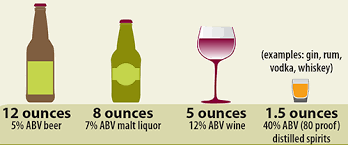 (examples: gin, rum,
vodka, whiskey)
12 ounces
5% ABV beer
8 ounces
7% ABV malt liquor
5 ounces
12% ABV wine
1.5 ounces
40% ABV (80 proof)
distilled spirits